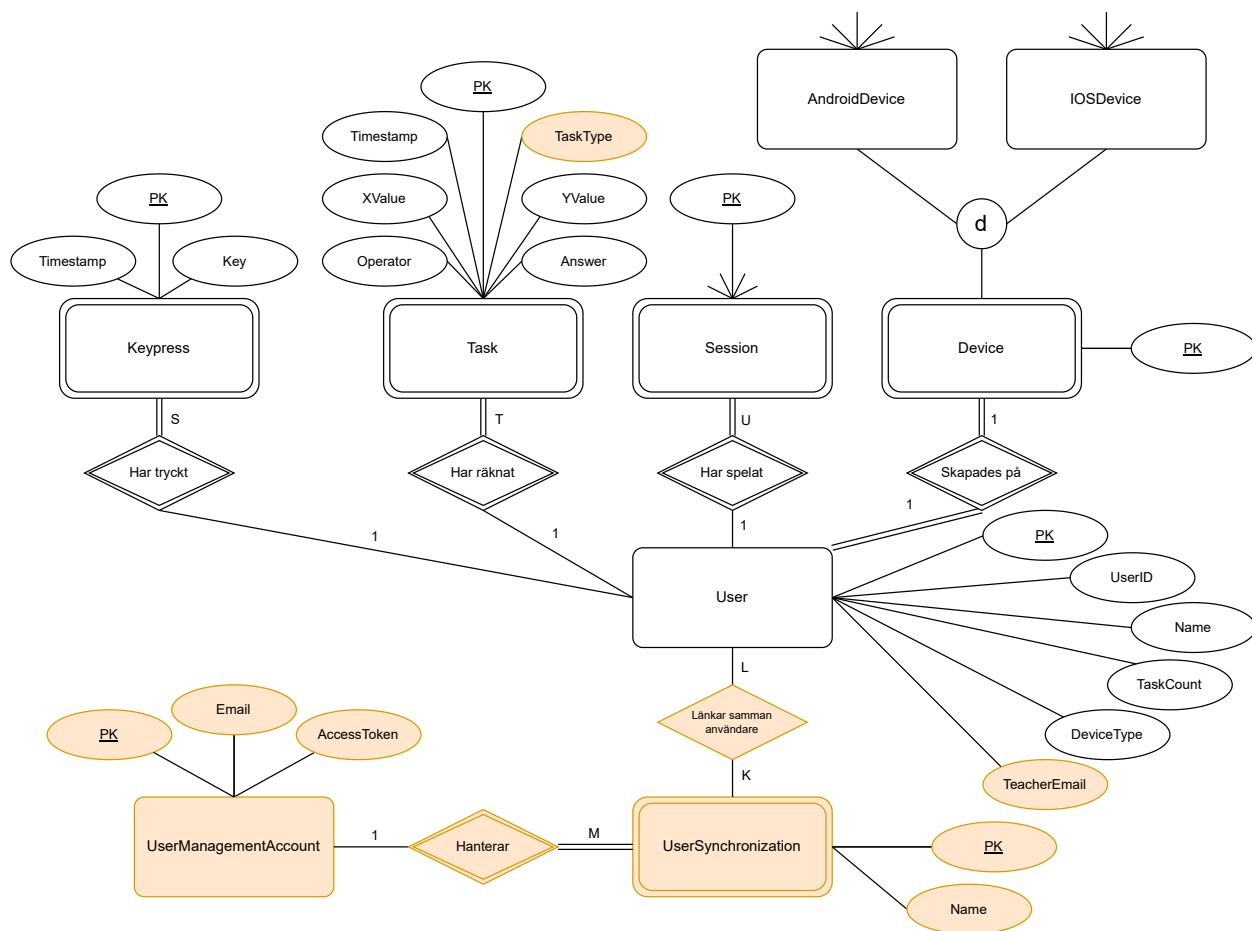 AndroidDevice
IOSDevice
PK
Timestamp
TaskType
PK
XValue
YValue
PK
d
Timestamp
Key
Operator
Answer
Keypress
Task
Session
Device
PK
S
T
U
1
Har tryckt
Har räknat
Har spelat
Skapades på
1
1
1
1
PK
UserID
User
Name
L
TaskCount
Email
Länkar samman
användare
PK
AccessToken
DeviceType
K
TeacherEmail
UserManagementAccount
1
Hanterar
M
UserSynchronization
PK
Name